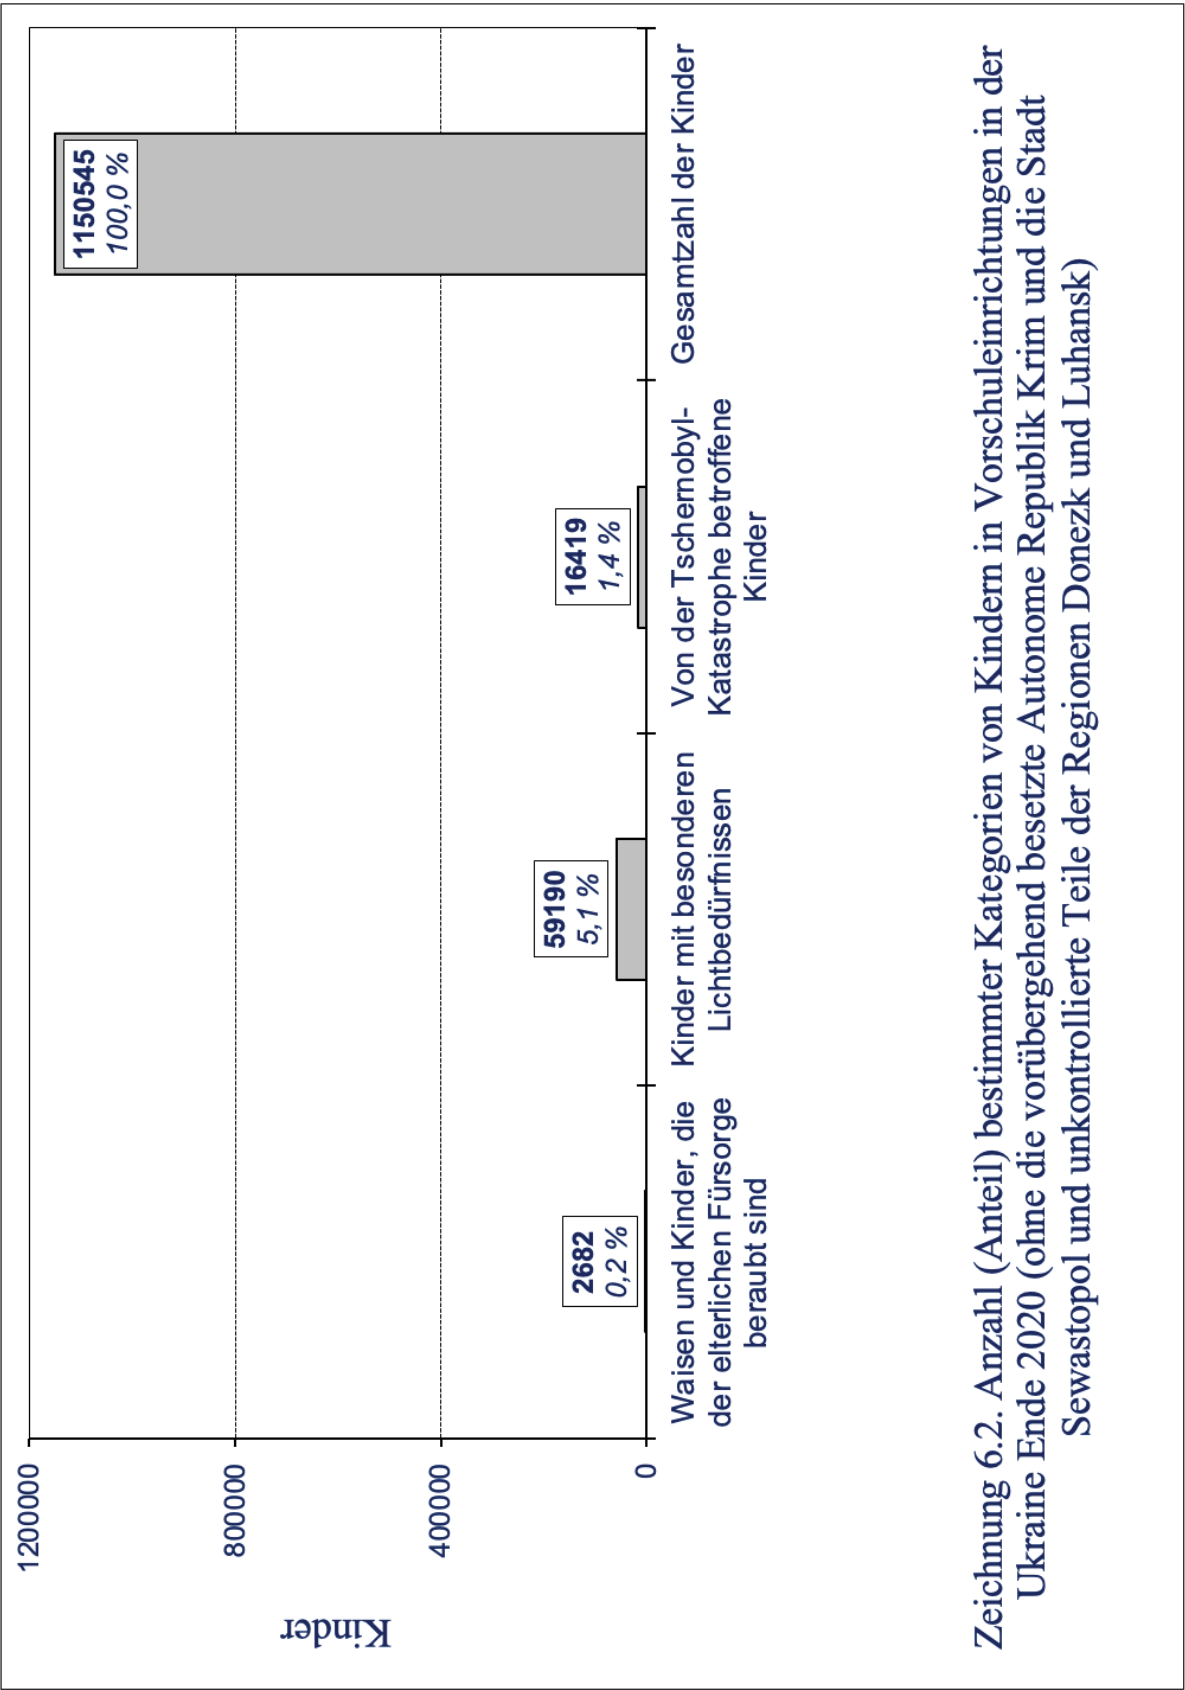 Kinder
1200000
800000
400000
0
2682
0,2 %
59190
5,1 %
16419
1,4 %
1150545
100,0 %
Waisen und Kinder, die
der elterlichen Fürsorge
beraubt sind
Kinder mit besonderen
Lichtbedürfnissen
Von der Tschernobyl-
Katastrophe betroffene
Kinder
Gesamtzahl der Kinder
Zeichnung 6.2. Anzahl (Anteil) bestimmter Kategorien von Kindern in Vorschuleinrichtungen in der
Ukraine Ende 2020 (ohne die vorübergehend besetzte Autonome Republik Krim und die Stadt
Sewastopol und unkontrollierte Teile der Regionen Donezk und Luhansk)